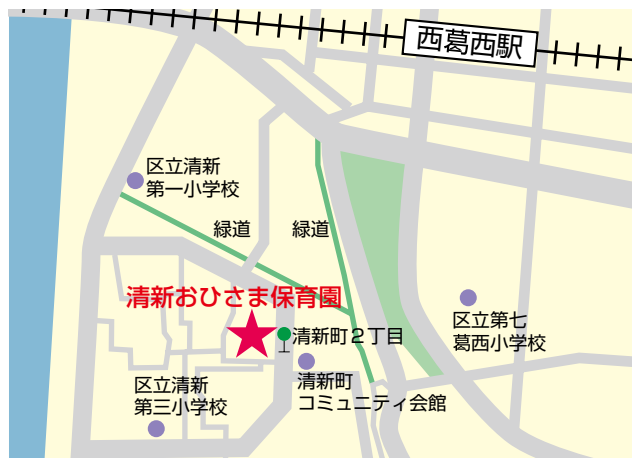 西葛西駅
区立清新
第一小学校
緑道
緑道
清新おひさま保育園
清新町2丁目
区立第七
葛西小学校
清新町
コミュニティ会館
区立清新
第三小学校